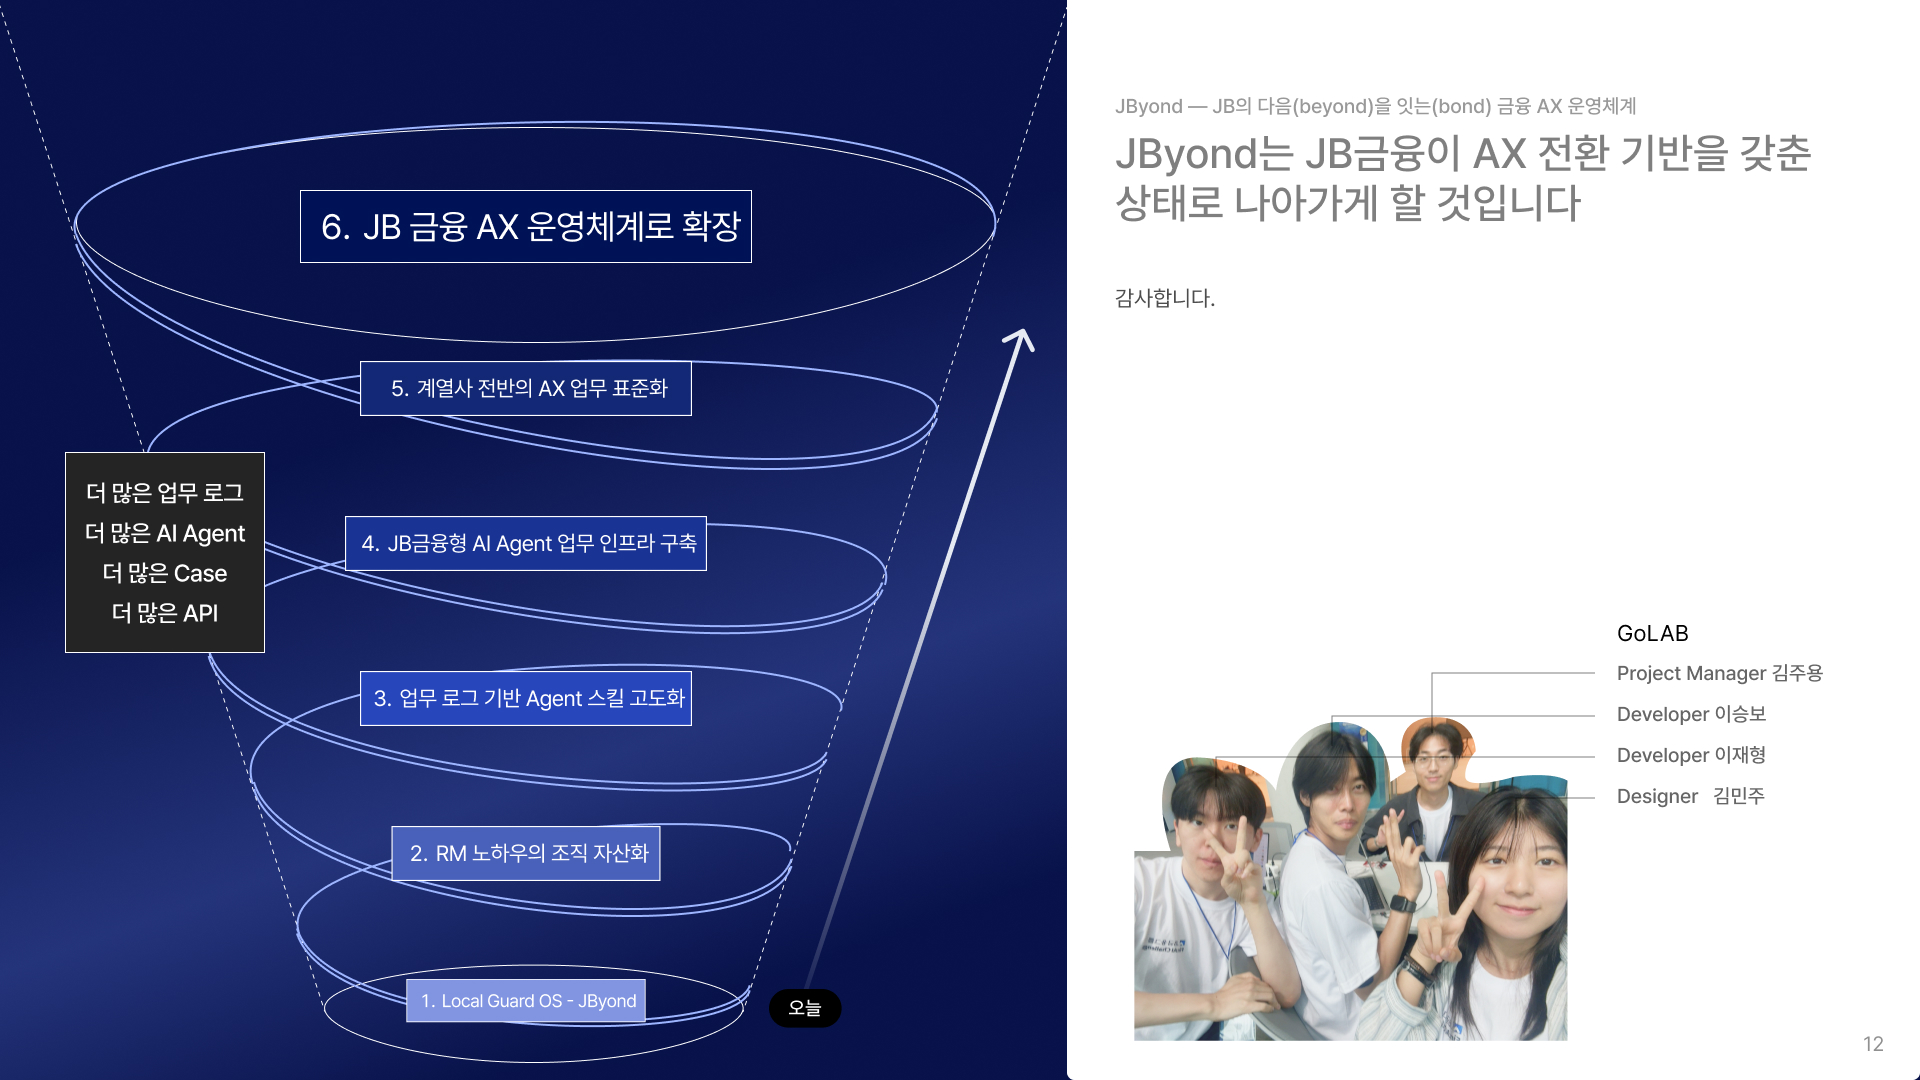 6. JB 금융 AX 운영체계로 확장
5. 계열사 전반의 AX 업무 표준화
더 많은 업무 로그
더 많은 AI Agent
더 많은 Case
더 많은 API
4. JB금융형 AI Agent 업무 인프라 구축
3. 업무 로그 기반 Agent 스킬 고도화
2. RM 노하우의 조직 자산화
1. Local Guard OS - JByond
오늘
JByond — JB의 다음(beyond)을 잇는(bond) 금융 AX 운영체계
JByond는 JB금융이 AX 전환 기반을 갖춘
상태로 나아가게 할 것입니다
감사합니다.
GoLAB
Project Manager 김주용
Developer 이승보
Developer 이재형
Designer 김민주
12